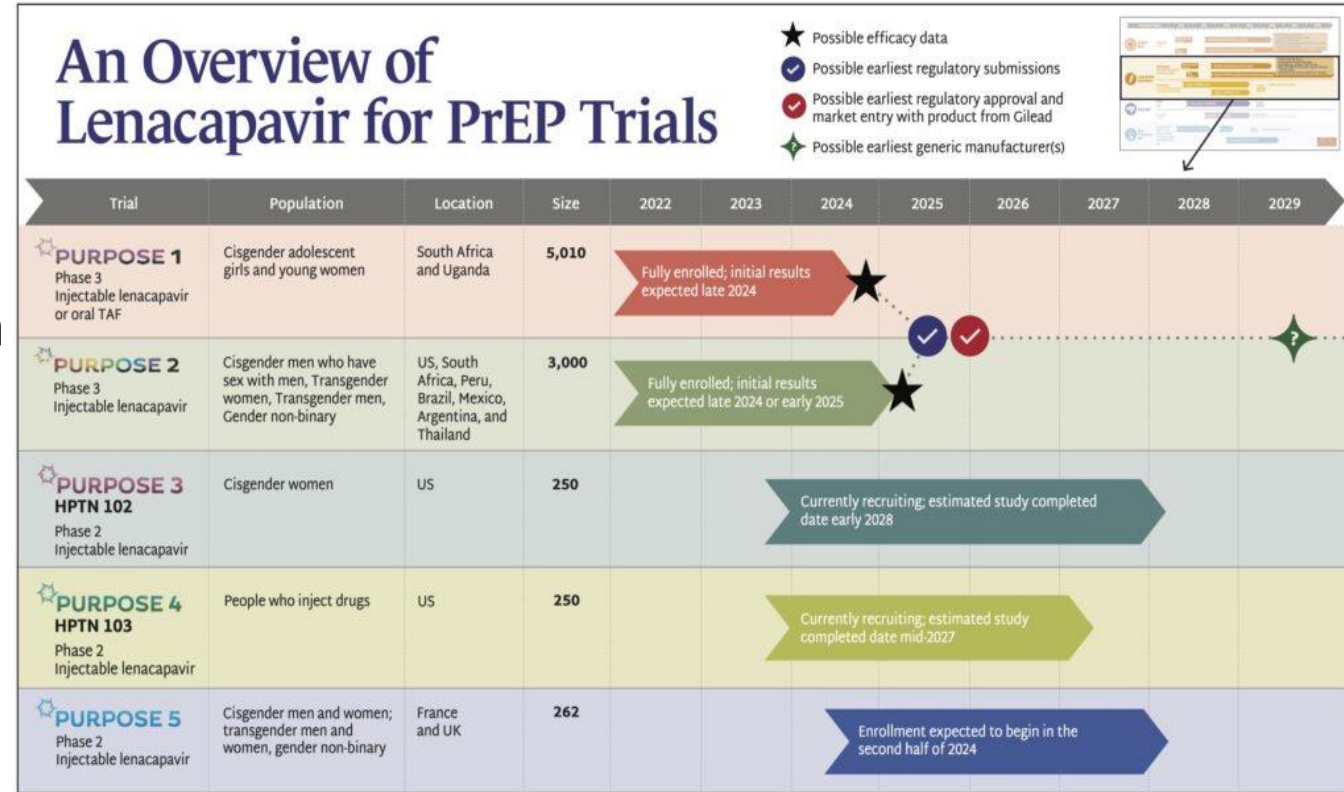 An Overview of
Lenacapavir for PrEP Trials
Possible efficacy data
Possible earliest regulatory submissions
Possible earliest regulatory approval and
market entry with product from Gilead
? Possible earliest generic manufacturer(s)
Trial Population Location Size 2022 2023 2024 2025 2026 2027 2028 2029
PURPOSE 1
Phase 3
Injectable lenacapavir
or oral TAF
Cisgender adolescent
girls and young women
South Africa
and Uganda
5,010
Fully enrolled; initial results
expected late 2024
?
PURPOSE 2
Phase 3
Injectable lenacapavir
Cisgender men who have
sex with men, Transgender
women, Transgender men,
Gender non-binary
US, South
Africa, Peru,
Brazil, Mexico,
Argentina, and
Thailand
3,000
Fully enrolled; initial results
expected late 2024 or early 2025
PURPOSE 3
HPTN 102
Phase 2
Injectable lenacapavir
Cisgender women
US
250
Currently recruiting; estimated study completed
date early 2028
PURPOSE 4
HPTN 103
Phase 2
Injectable lenacapavir
People who inject drugs
US
250
Currently recruiting; estimated study
completed date mid-2027
PURPOSE 5
Phase 2
Injectable lenacapavir
Cisgender men and women;
transgender men and
women, gender non-binary
France
and UK
262
Enrollment expected to begin in the
second half of 2024